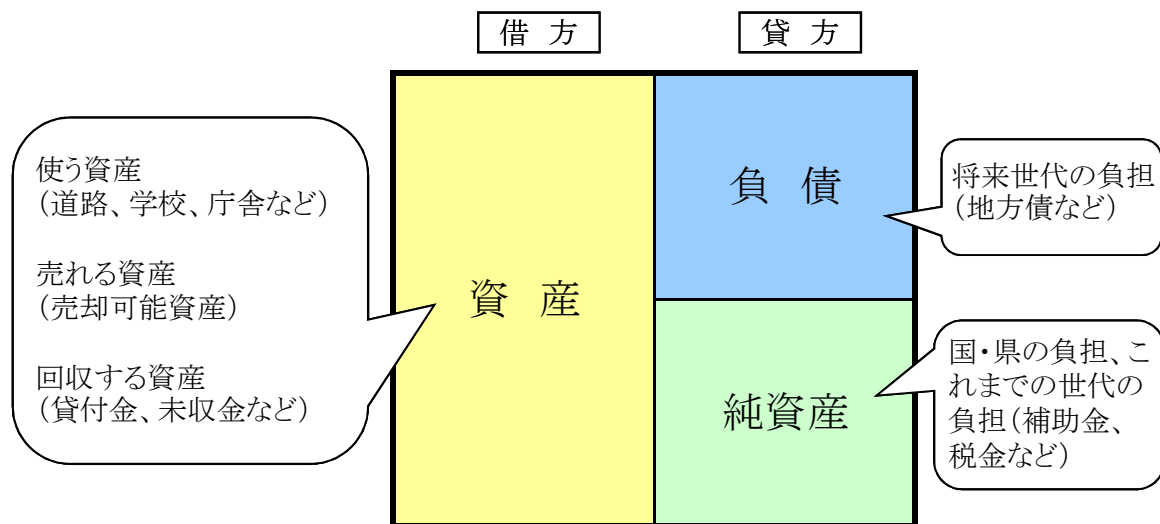 借 方
貸 方
使う資産
(道路、学校、庁舎など)
売れる資産
(売却可能資産)
回収する資産
(貸付金、未収金など)
資 産
負 債
純資産
将来世代の負担
(地方債など)
国・県の負担、こ
れまでの世代の
負担(補助金、
税金など)